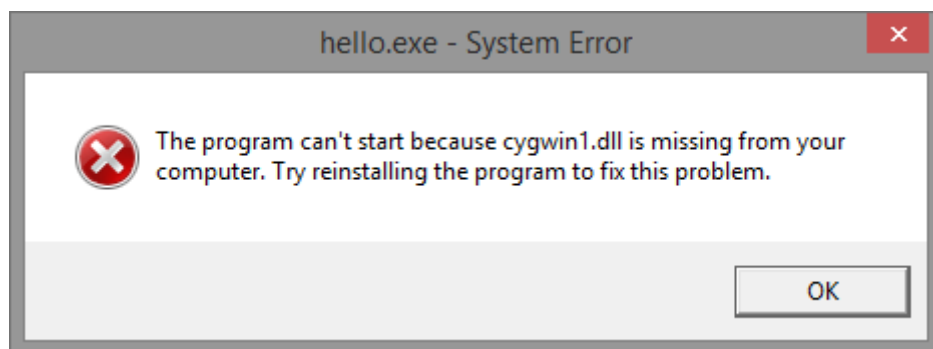 hello.exe - System Error
The program can't start because cygwin1.dll is missing from your
computer. Try reinstalling the program to fix this problem.
OK